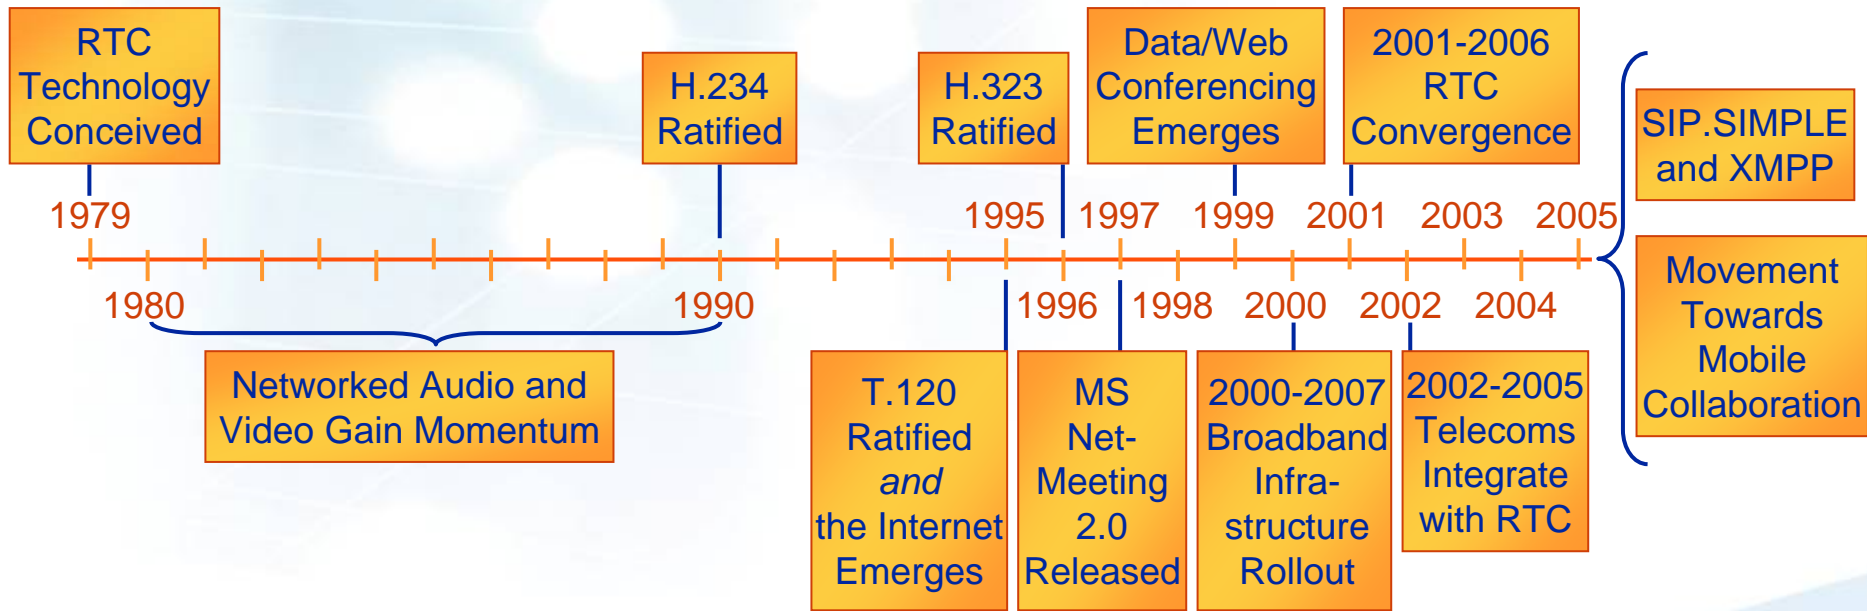 RTC
Technology
Conceived
H.234
Ratified
H.323
Ratified
Data/Web
Conferencing
Emerges
2001-2006
RTC
Convergence
SIP.SIMPLE
and XMPP
1979
1995
1997
1999
2001
2003
2005
1980
1990
1996
1998
2000
2002
2004
Networked Audio and
Video Gain Momentum
T.120
Ratified
and
the Internet
Emerges
MS
Net-
Meeting
2.0
Released
2000-2007
Broadband
Infra-
structure
Rollout
2002-2005
Telecoms
Integrate
with RTC
Movement
Towards
Mobile
Collaboration